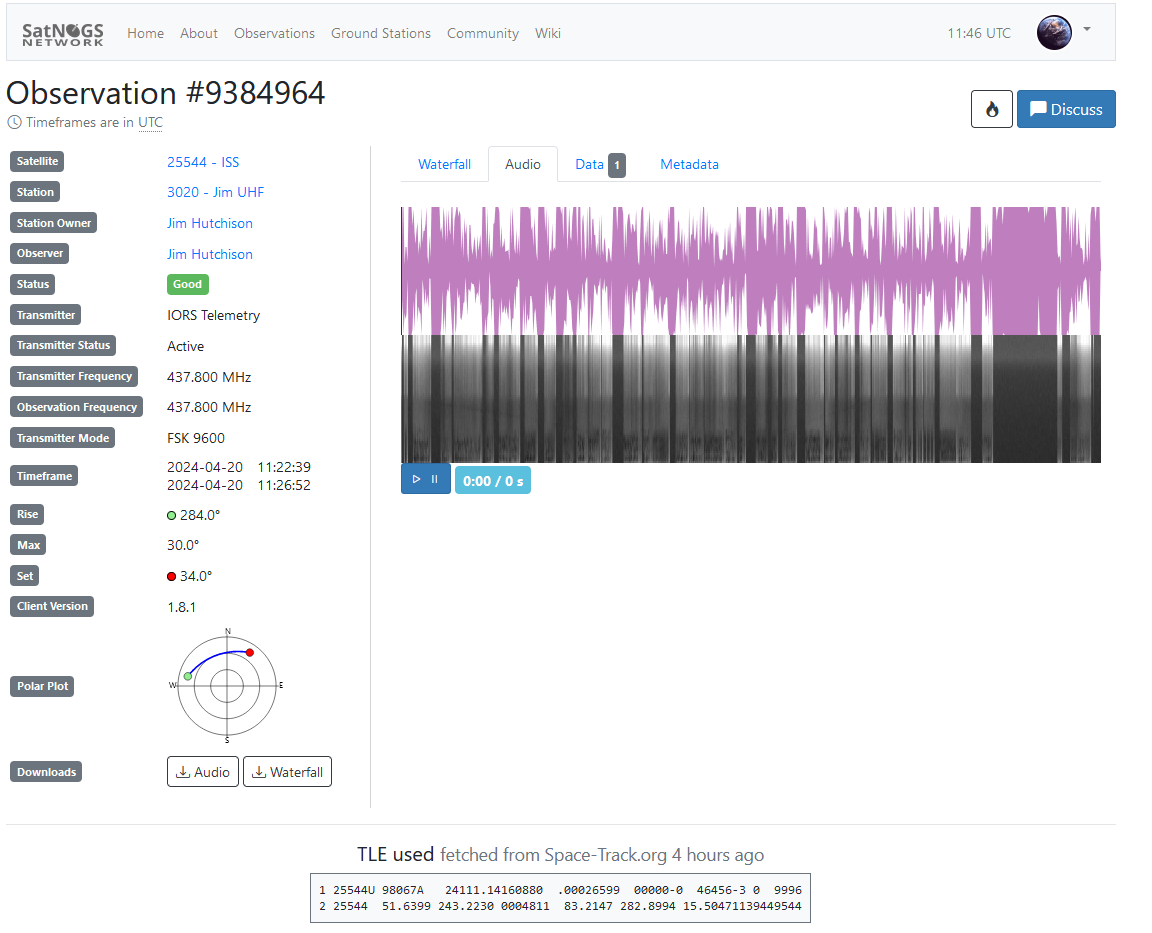 SatNOGS NETWORK Home About Observations Ground Stations Community Wiki 11:46 UTC
Observation #9384964
Timeframes are in UTC
Discuss
Satellite 25544 - ISS
Station 3020 - Jim UHF
Station Owner Jim Hutchison
Observer Jim Hutchison
Status Good
Transmitter IORS Telemetry
Transmitter Status Active
Transmitter Frequency 437.800 MHz
Observation Frequency 437.800 MHz
Transmitter Mode FSK 9600
Timeframe 2024-04-20 11:22:39
2024-04-20 11:26:52
Rise 284.0°
Max 30.0°
Set 34.0°
Client Version 1.8.1
Polar Plot
N
W E
S
Downloads Audio Waterfall
Waterfall Audio Data 1 Metadata
0:00 / 0 s
TLE used fetched from Space-Track.org 4 hours ago
1 25544U 98067A   24111.14160880  .00026599  00000-0  46456-3 0  9996
2 25544  51.6399 243.2230 0004811  83.2147 282.8994 15.50471139449544